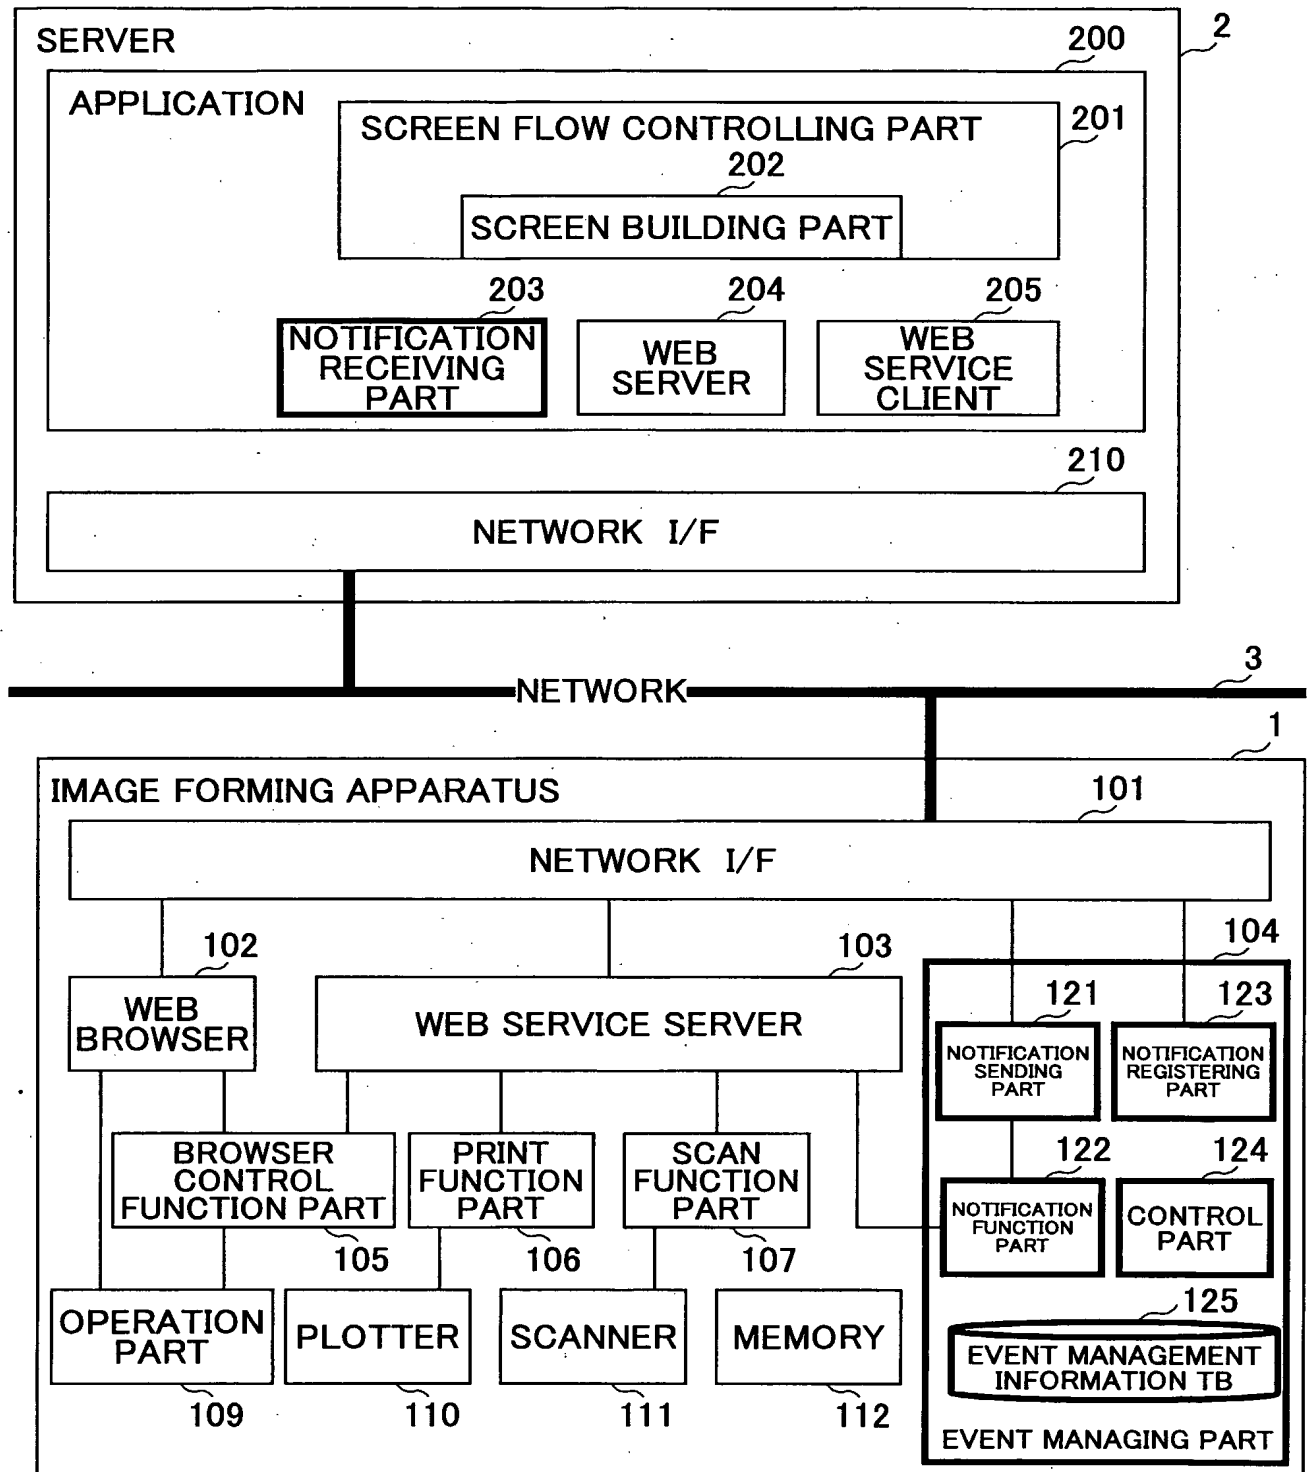 2
SERVER
200
APPLICATION
201
SCREEN FLOW CONTROLLING PART
202
SCREEN BUILDING PART
203
204
205
NOTIFICATION
RECEIVING
PART
WEB
SERVER
WEB
SERVICE
CLIENT
210
NETWORK I/F
NETWORK
3
1
IMAGE FORMING APPARATUS
101
NETWORK I/F
102
103
104
WEB
BROWSER
WEB SERVICE SERVER
121
123
NOTIFICATION
SENDING
PART
NOTIFICATION
REGISTERING
PART
BROWSER
CONTROL
FUNCTION PART
PRINT
FUNCTION
PART
SCAN
FUNCTION
PART
122
124
NOTIFICATION
FUNCTION
PART
CONTROL
PART
105
106
107
OPERATION
PART
PLOTTER
SCANNER
MEMORY
125
EVENT MANAGEMENT
INFORMATION TB
109
110
111
112
EVENT MANAGING PART